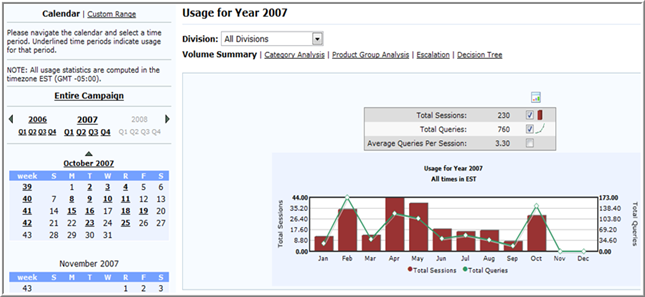 Calendar | Custom Range
Please navigate the calendar and select a time
period. Underlined time periods indicate usage
for that period.
NOTE: All usage statistics are computed in the
timezone EST (GMT -05:00).
Entire Campaign
2006 2007 2008
Q1 Q2 Q3 Q4 Q1 Q2 Q3 Q4 Q1 Q2 Q3 Q4
October 2007
week S M T W R F S
39 1 2 3 4 5 6
40 7 8 9 10 11 12 13
41 14 15 16 17 18 19 20
42 21 22 23 24 25 26 27
43 28 29 30 31
November 2007
week S M T W R F S
43 1 2 3
Usage for Year 2007
Division: All Divisions
Volume Summary | Category Analysis | Product Group Analysis | Escalation | Decision Tree
Total Sessions: 230
Total Queries: 760
Average Queries Per Session: 3.30
Usage for Year 2007
All times in EST
Total Sessions
44.00
35.20
26.40
17.60
8.80
0.00
173.00
138.40
103.80
69.20
34.60
0.00
Total Queries
Jan Feb Mar Apr May Jun Jul Aug Sep Oct Nov Dec
Total Sessions Total Queries